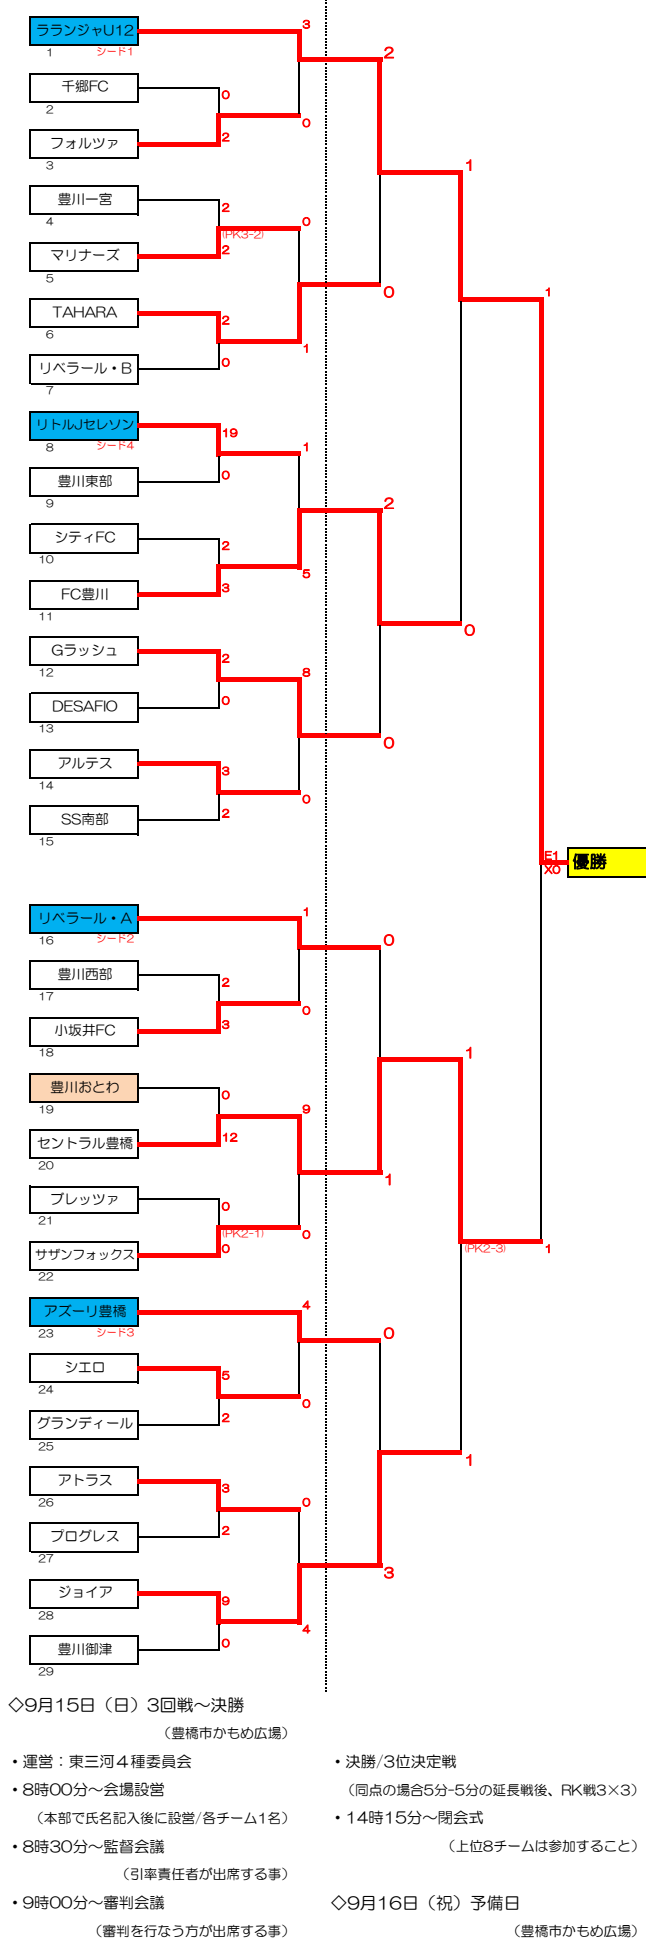 ラランジャU12
3
1 シード1
2
千郷FC
0
2
0
フォルツァ
2
3
1
豊川一宮
2
0
4
(PK3-2)
マリナーズ
2
5
0
1
TAHARA
2
6
1
リベラール・B
0
7
リトルJセレソン
19
1
8 シード4
豊川東部
0
9
2
シティFC
2
10
5
FC豊川
3
11
0
Gラッシュ
2
8
12
DESAFIO
0
13
0
アルテス
3
14
0
SS南部
2
15
E1
X0
優勝
リベラール・A
1
16 シード2
0
豊川西部
2
17
0
小坂井FC
3
18
1
豊川おとわ
0
9
19
セントラル豊橋
12
20
1
ブレッツァ
0
21
(PK2-1)
0
サザンフォックス
0
22
(PK2-3)
1
アズーリ豊橋
4
23 シード3
0
シエロ
5
24
0
グランディール
2
25
1
アトラス
3
0
26
プログレス
2
27
3
ジョイア
9
28
4
豊川御津
0
29
◇9月15日（日）3回戦～決勝
（豊橋市かもめ広場）
・運営：東三河４種委員会
・8時00分～会場設営
（本部で氏名記入後に設営/各チーム1名）
・8時30分～監督会議
（引率責任者が出席する事）
・9時00分～審判会議
（審判を行なう方が出席する事）
・決勝/3位決定戦
（同点の場合5分-5分の延長戦後、RK戦3×3）
・14時15分～閉会式
（上位8チームは参加すること）
◇9月16日（祝）予備日
（豊橋市かもめ広場）